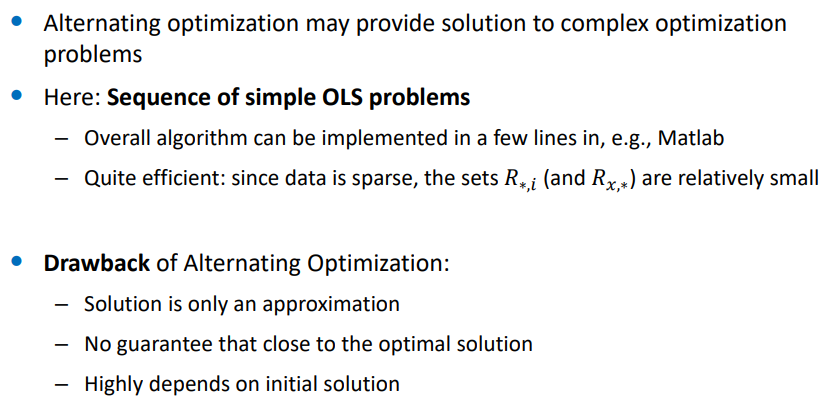 • Alternating optimization may provide solution to complex optimization
problems
• Here: Sequence of simple OLS problems
– Overall algorithm can be implemented in a few lines in, e.g., Matlab
– Quite efficient: since data is sparse, the sets R_{*,i} (and R_{x,*}) are relatively small
• Drawback of Alternating Optimization:
– Solution is only an approximation
– No guarantee that close to the optimal solution
– Highly depends on initial solution